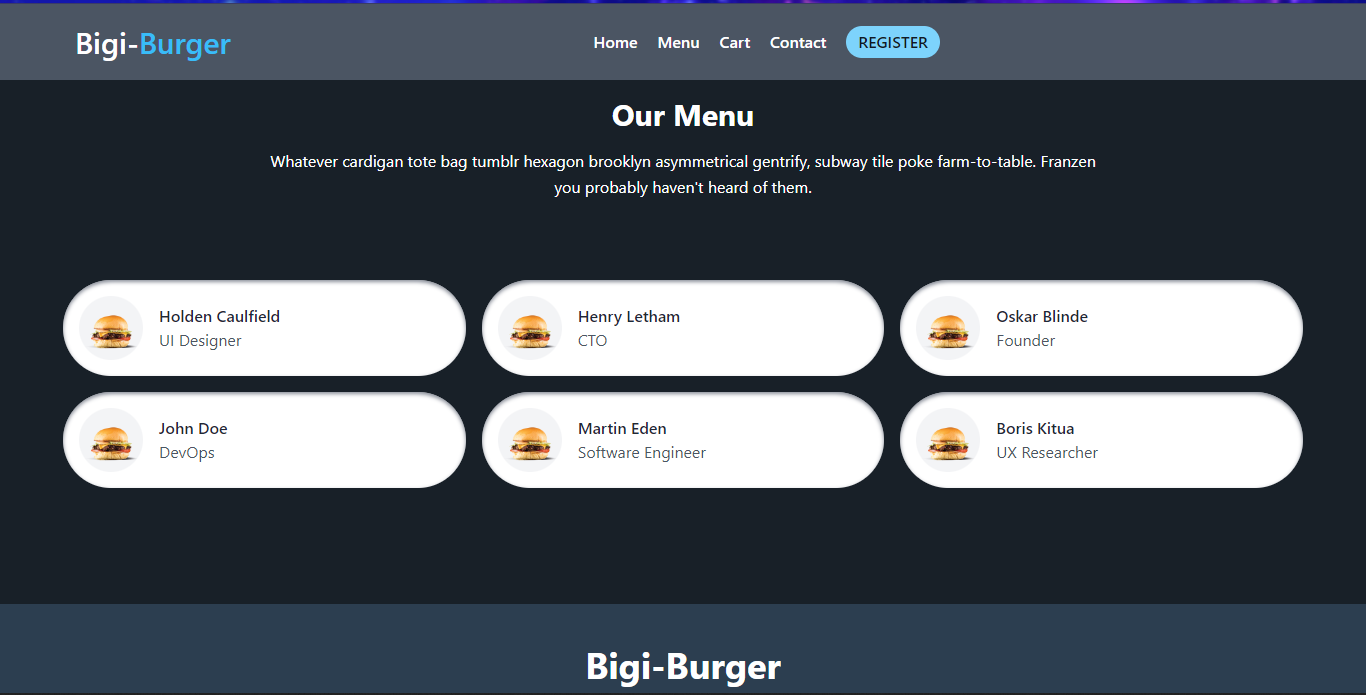 Bigi-Burger
Home Menu Cart Contact REGISTER
Our Menu
Whatever cardigan tote bag tumblr hexagon brooklyn asymmetrical gentrify, subway tile poke farm-to-table. Franzen
you probably haven't heard of them.
Holden Caulfield
UI Designer
Henry Letham
CTO
Oskar Blinde
Founder
John Doe
DevOps
Martin Eden
Software Engineer
Boris Kitua
UX Researcher
Bigi-Burger